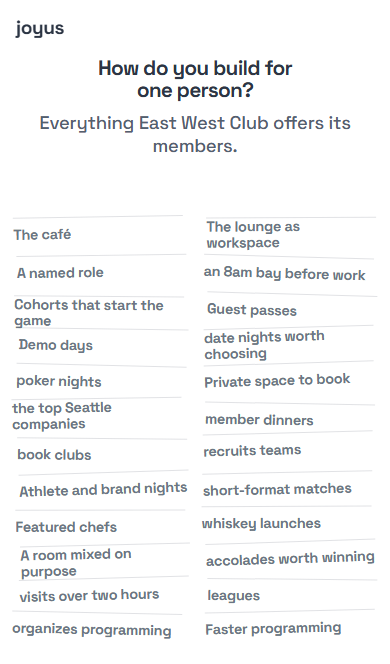 joyus
How do you build for
one person?
Everything East West Club offers its
members.
The café
The lounge as
workspace
A named role
an 8am bay before work
Cohorts that start the
game
Guest passes
Demo days
date nights worth
choosing
poker nights
Private space to book
the top Seattle
companies
member dinners
book clubs
recruits teams
Athlete and brand nights
short-format matches
Featured chefs
whiskey launches
A room mixed on
purpose
accolades worth winning
visits over two hours
leagues
organizes programming
Faster programming